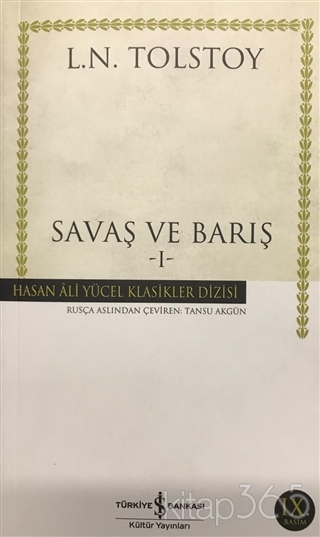 L.N. TOLSTOY
SAVAŞ VE BARIŞ
-I-
HASAN ÂLİ YÜCEL KLASİKLER DİZİSİ
RUSÇA ASLINDAN ÇEVİREN: TANSU AKGÜN
TÜRKİYE İŞ BANKASI
Kültür Yayınları
kitap365
IX
BASIM